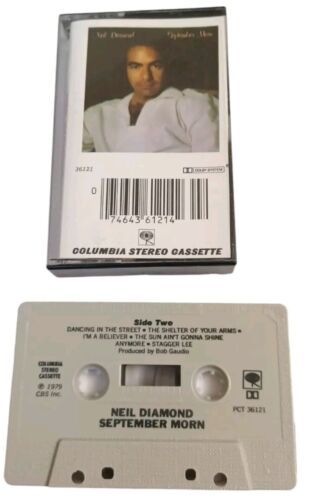 Neil Diamond September Morn
36121
DOLBY SYSTEM
0 74643 61214
COLUMBIA STEREO CASSETTE
Side Two
DANCING IN THE STREET • THE SHELTER OF YOUR ARMS •
I'M A BELIEVER • THE SUN AIN'T GONNA SHINE
ANYMORE • STAGGER LEE
Produced by Bob Gaudio
COLUMBIA
STEREO
CASSETTE
℗ 1979
CBS Inc.
PCT 36121
NEIL DIAMOND
SEPTEMBER MORN